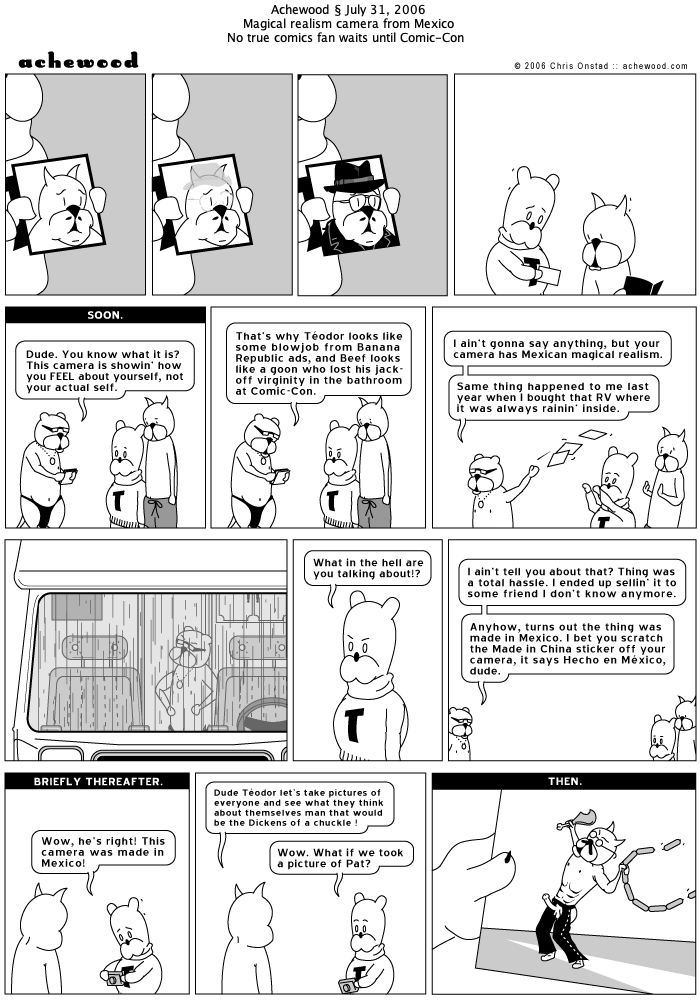 Achewood § July 31, 2006
Magical realism camera from Mexico
No true comics fan waits until Comic-Con
achewood
© 2006 Chris Onstad :: achewood.com
T
SOON.
Dude. You know what it is?
This camera is showin' how
you FEEL about yourself, not
your actual self.
T
That's why Téodor looks like
some blowjob from Banana
Republic ads, and Beef looks
like a goon who lost his jack-
off virginity in the bathroom
at Comic-Con.
T
I ain't gonna say anything, but your
camera has Mexican magical realism.
Same thing happened to me last
year when I bought that RV where
it was always rainin' inside.
T
What in the hell are
you talking about!?
T
I ain't tell you about that? Thing was
a total hassle. I ended up sellin' it to
some friend I don't know anymore.
Anyhow, turns out the thing was
made in Mexico. I bet you scratch
the Made in China sticker off your
camera, it says Hecho en México,
dude.
BRIEFLY THEREAFTER.
Wow, he's right! This
camera was made in
Mexico!
T
Dude Téodor let's take pictures of
everyone and see what they think
about themselves man that would
be the Dickens of a chuckle !
Wow. What if we took
a picture of Pat?
T
THEN.